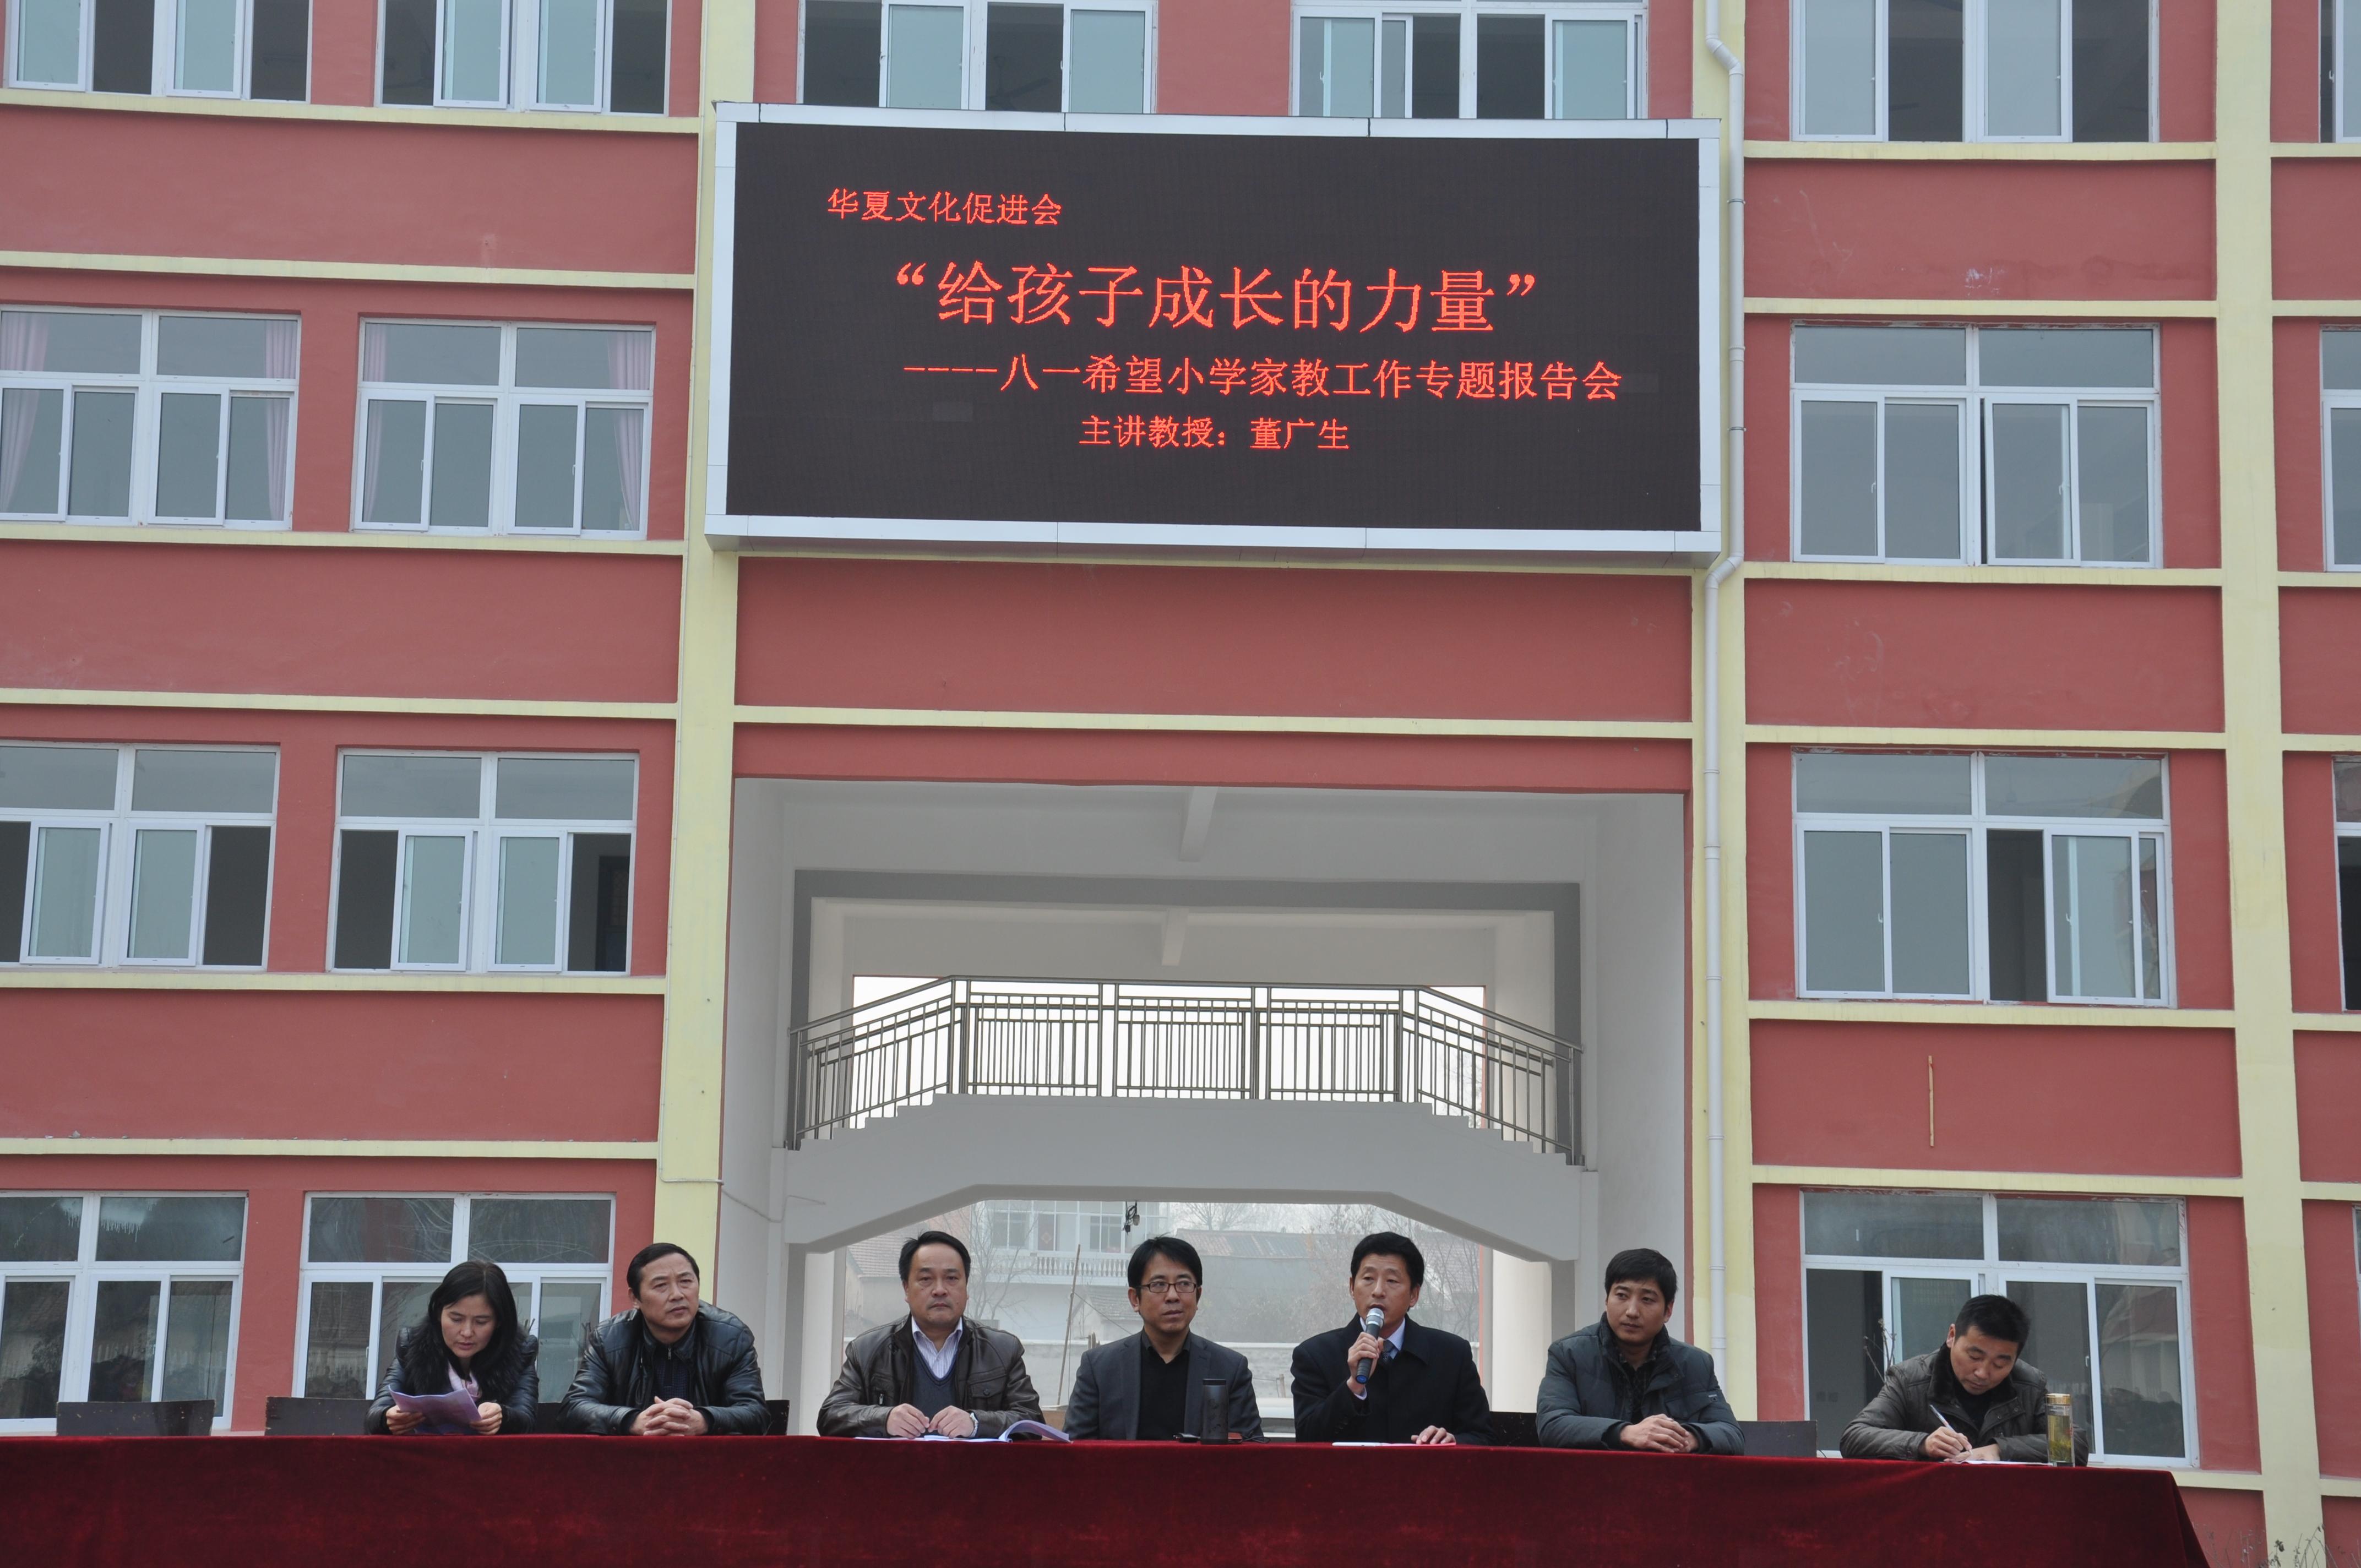 华夏文化促进会
“给孩子成长的力量”
----八一希望小学家教工作专题报告会
主讲教授：董广生